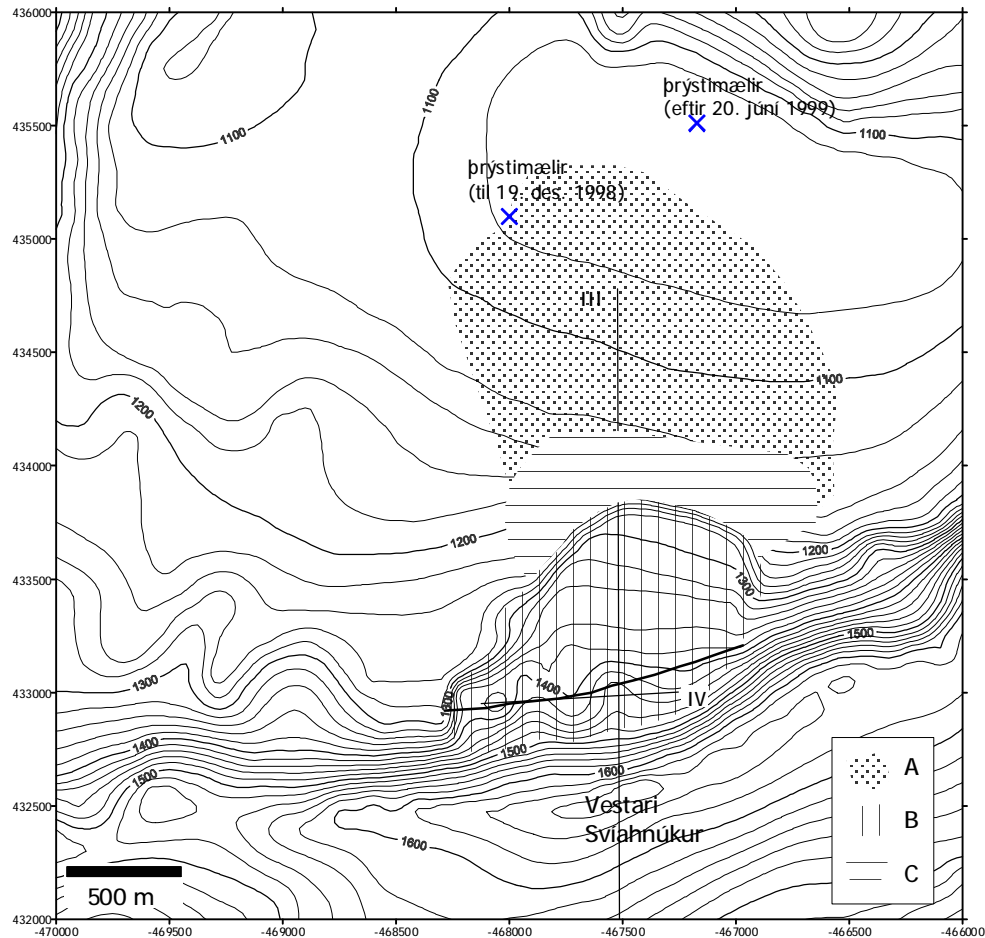 436000
435500
435000
434500
434000
433500
433000
432500
432000
-470000
-469500
-469000
-468500
-468000
-467500
-467000
-466500
-466000
þrýstimælir
(eftir 20. júní 1999)
þrýstimælir
(til 19. des. 1998)
1100
1100
1100
III
1100
1200
1200
1200
1300
1500
1300
1400
1600
IV
1400
1500
1500
1600
1600
Vestari
Svíahnúkur
500 m
A
B
C